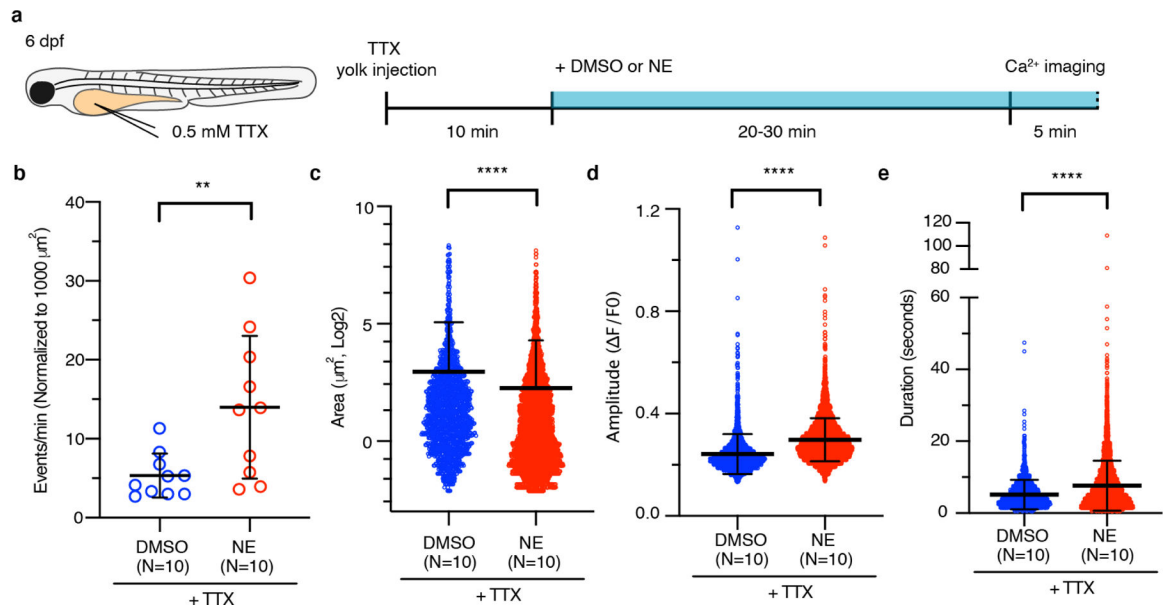 a
6 dpf
0.5 mM TTX
TTX
yolk injection
+ DMSO or NE
Ca²⁺ imaging
10 min
20-30 min
5 min
b
**
Events/min (Normalized to 1000 μm²)
40
30
20
10
0
DMSO
(N=10)
NE
(N=10)
+ TTX
c
****
Area (μm², Log2)
10
5
0
DMSO
(N=10)
NE
(N=10)
+ TTX
d
****
Amplitude (ΔF/F0)
1.2
0.8
0.4
0.0
DMSO
(N=10)
NE
(N=10)
+ TTX
e
****
Duration (seconds)
120
100
80
60
40
20
0
DMSO
(N=10)
NE
(N=10)
+ TTX